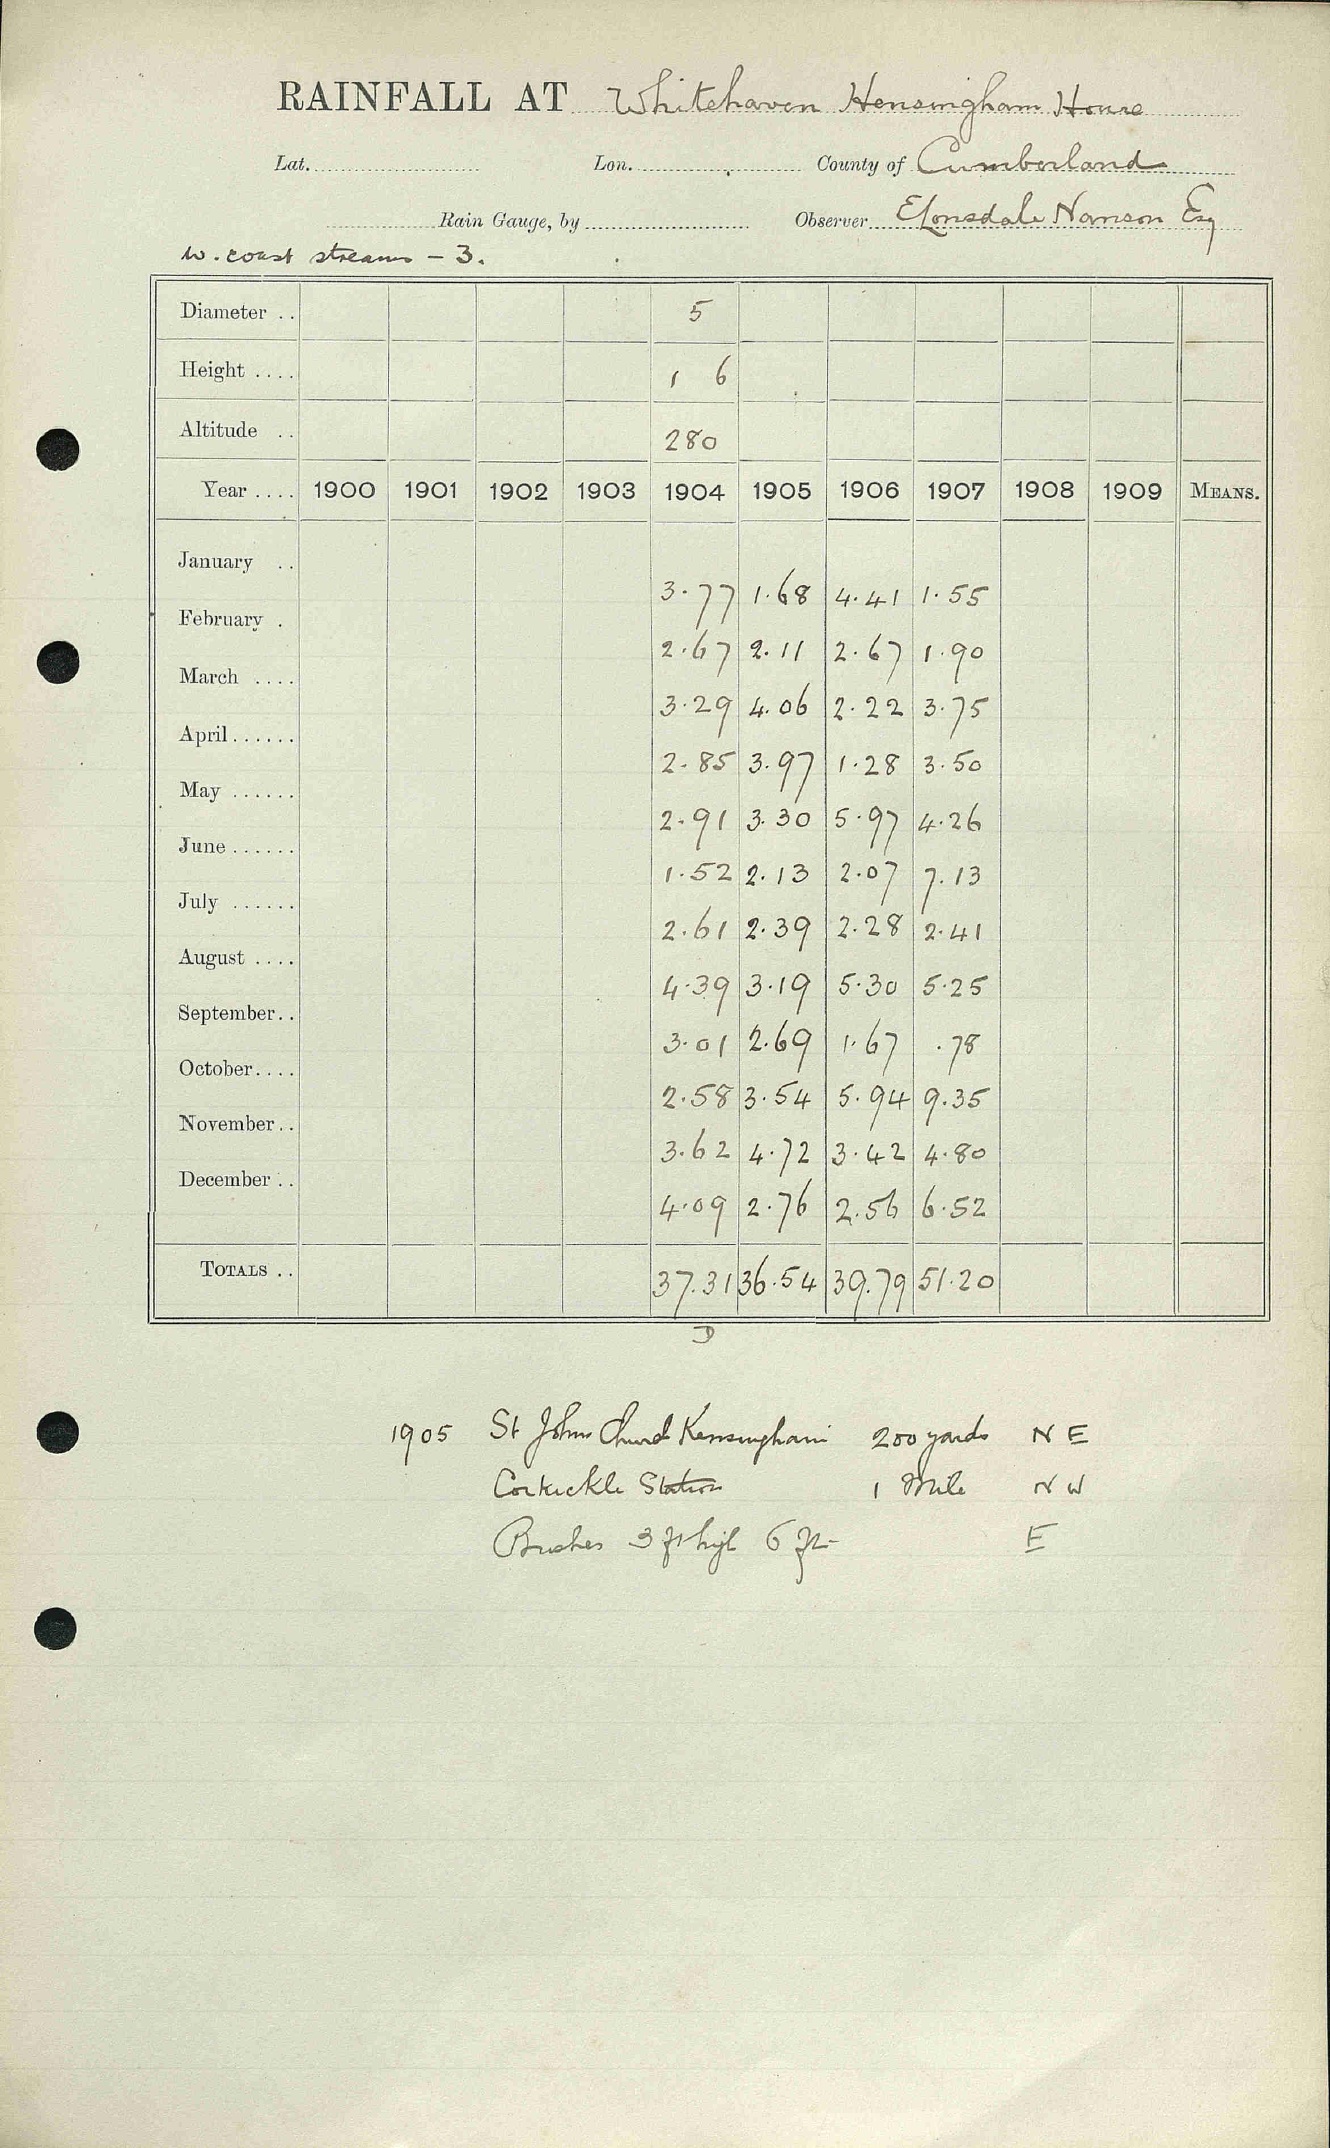 RAINFALL AT Whitehaven Hensingham House
Lat. Lon. County of Cumberland
Rain Gauge, by Observer E Lonsdale Nanson Esq
W. coast streams - 3.
Diameter .. 5
Height .... 1 6
Altitude .. 280
Year .... 1900 1901 1902 1903 1904 1905 1906 1907 1908 1909 MEANS.
January .. 3.77 1.68 4.41 1.55
February . 2.67 2.11 2.67 1.90
March .... 3.29 4.06 2.22 3.75
April...... 2.85 3.97 1.28 3.50
May ...... 2.91 3.30 5.97 4.26
June ...... 1.52 2.13 2.07 7.13
July ...... 2.61 2.39 2.28 2.41
August .... 4.39 3.19 5.30 5.25
September.. 3.01 2.69 1.67 .78
October.... 2.58 3.54 5.94 9.35
November.. 3.62 4.72 3.42 4.80
December .. 4.09 2.76 2.56 6.52
TOTALS .. 37.31 36.54 39.79 51.20
D
1905 St Johns Church Kensingham 200 yards N E
Corkickle Station 1 Mile N W
Bushes 3 ft high 6 ft E